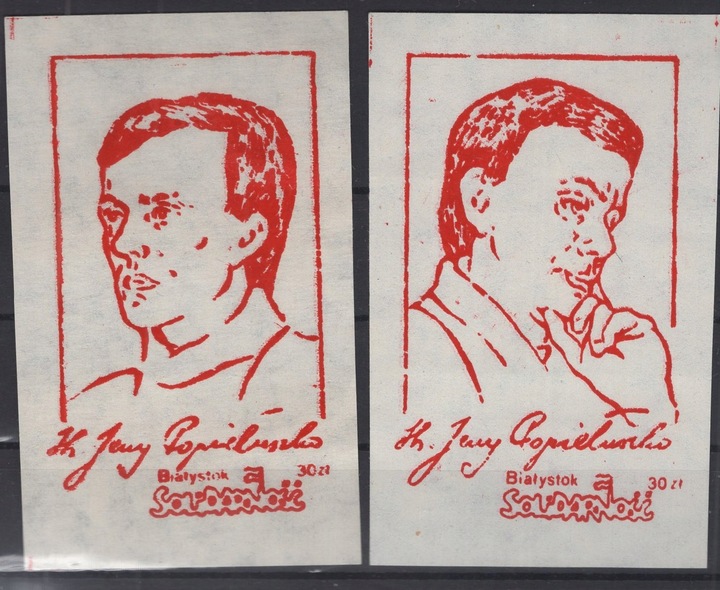 Ks. Jerzy Popiełuszko
Białystok 30 zł
Solidarność
Ks. Jerzy Popiełuszko
Białystok 30 zł
Solidarność